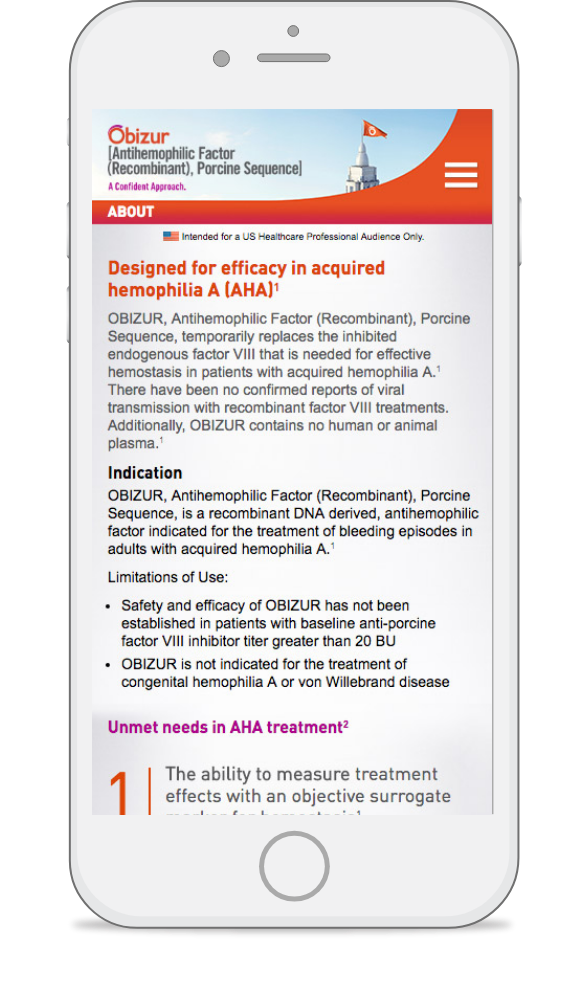 Obizur
[Antihemophilic Factor
(Recombinant), Porcine Sequence]
A Confident Approach.
ABOUT
Intended for a US Healthcare Professional Audience Only.
Designed for efficacy in acquired
hemophilia A (AHA)1
OBIZUR, Antihemophilic Factor (Recombinant), Porcine
Sequence, temporarily replaces the inhibited
endogenous factor VIII that is needed for effective
hemostasis in patients with acquired hemophilia A.1
There have been no confirmed reports of viral
transmission with recombinant factor VIII treatments.
Additionally, OBIZUR contains no human or animal
plasma.1
Indication
OBIZUR, Antihemophilic Factor (Recombinant), Porcine
Sequence, is a recombinant DNA derived, antihemophilic
factor indicated for the treatment of bleeding episodes in
adults with acquired hemophilia A.1
Limitations of Use:
• Safety and efficacy of OBIZUR has not been
established in patients with baseline anti-porcine
factor VIII inhibitor titer greater than 20 BU
• OBIZUR is not indicated for the treatment of
congenital hemophilia A or von Willebrand disease
Unmet needs in AHA treatment2
1
The ability to measure treatment
effects with an objective surrogate